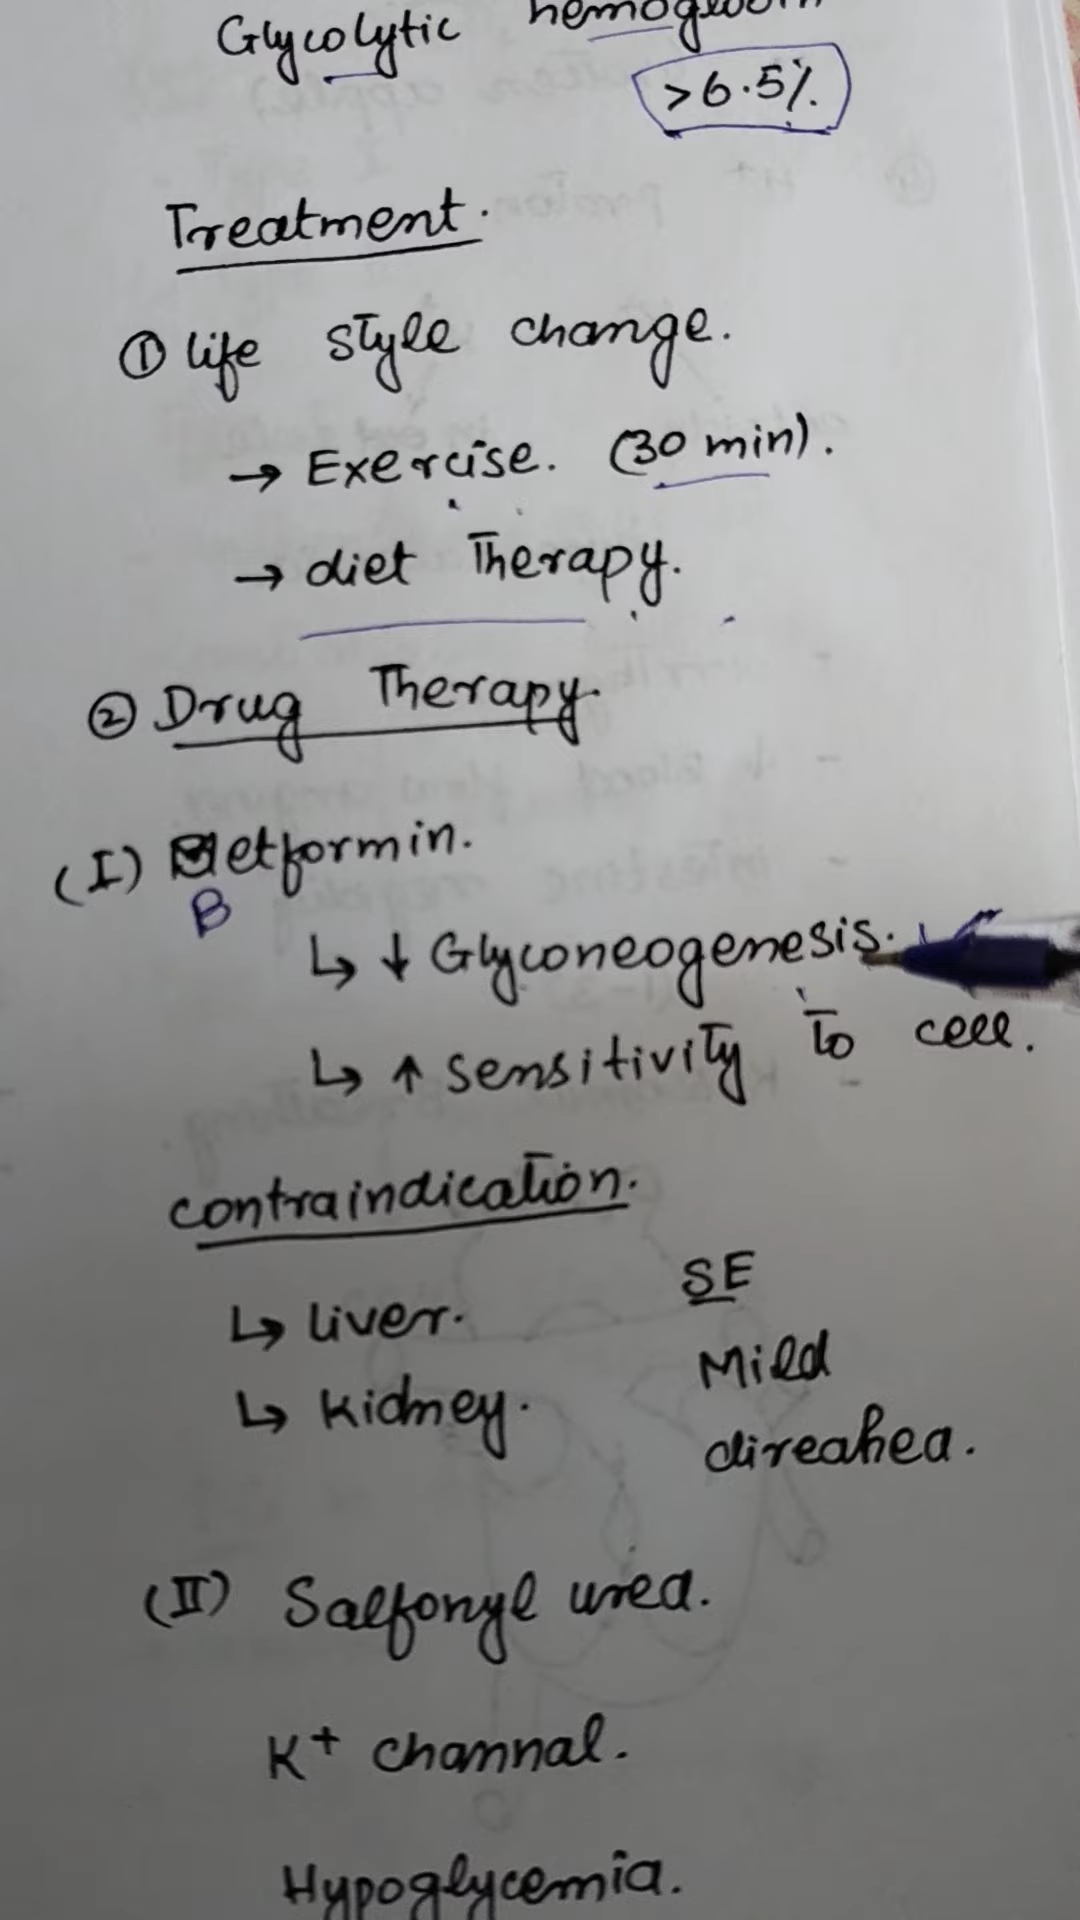 Glycolytic hemoglobin
>6.5%.
Treatment.
① life style change.
→ Exercise. (30 min).
→ diet Therapy.
② Drug Therapy.
(I) Metformin.
B
↳ ↓ Glyconeogenesis.
↳ ↑ sensitivity to cell.
contraindication.
↳ liver.
↳ kidney.
SE
Mild
direahea.
(II) Salfonyl urea.
K+ channal.
Hypoglycemia.